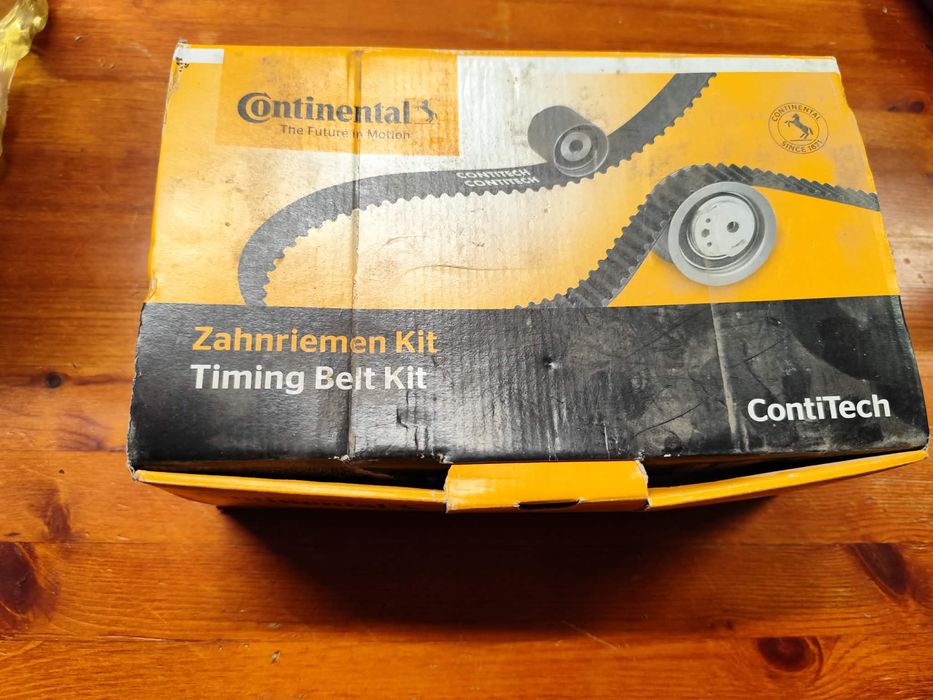 Continental
The Future in Motion
CONTITECH
CONTITECH
CONTINENTAL
SINCE 1871
Zahnriemen Kit
Timing Belt Kit
ContiTech